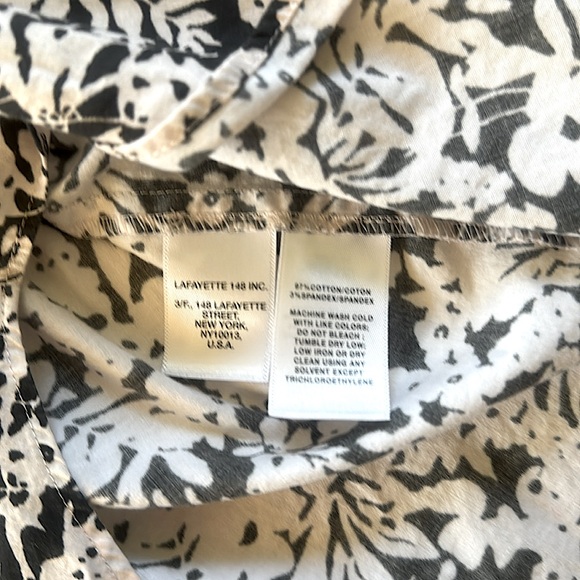 LAFAYETTE 148 INC.
3/F., 148 LAFAYETTE
STREET,
NEW YORK,
NY10013,
U.S.A.
97%COTTON/COTON
3%SPANDEX/SPANDEX
MACHINE WASH COLD
WITH LIKE COLORS;
DO NOT BLEACH ;
TUMBLE DRY LOW;
LOW IRON OR DRY
CLEAN USING ANY
SOLVENT EXCEPT
TRICHLOROETHYLENE